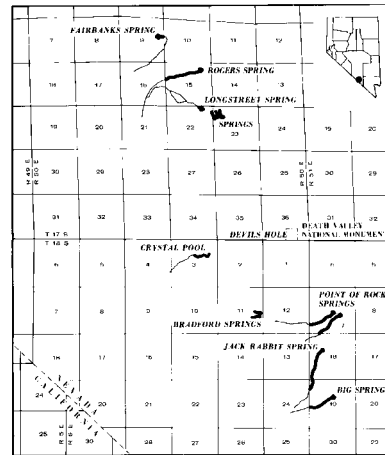 FAIRBANKS SPRING
7 8 9 10 11 12
ROGERS SPRING
16 15 14 13
LONGSTREET SPRING
SPRINGS
19 20 21 22 23 24 19 20
R 49 E
R 50 E
R 50 E
R 51 E
30 29 28 27 26 25 30 29
31 32 33 34 35 36 31 32
T 17 S
T 18 S
DEVILS HOLE
DEATH VALLEY
NATIONAL MONUMENT
CRYSTAL POOL
6 5 4 3 2 1 6 5
POINT OF ROCK
SPRINGS
7 8 9 10 11 12 7 8
BRADFORD SPRINGS
JACK RABBIT SPRING
18 17 16 15 14 13 18 17
NEVADA
CALIFORNIA
BIG SPRING
24 20 21 22 23 24 19 20
25 30 29 28 27 26 25 30 29